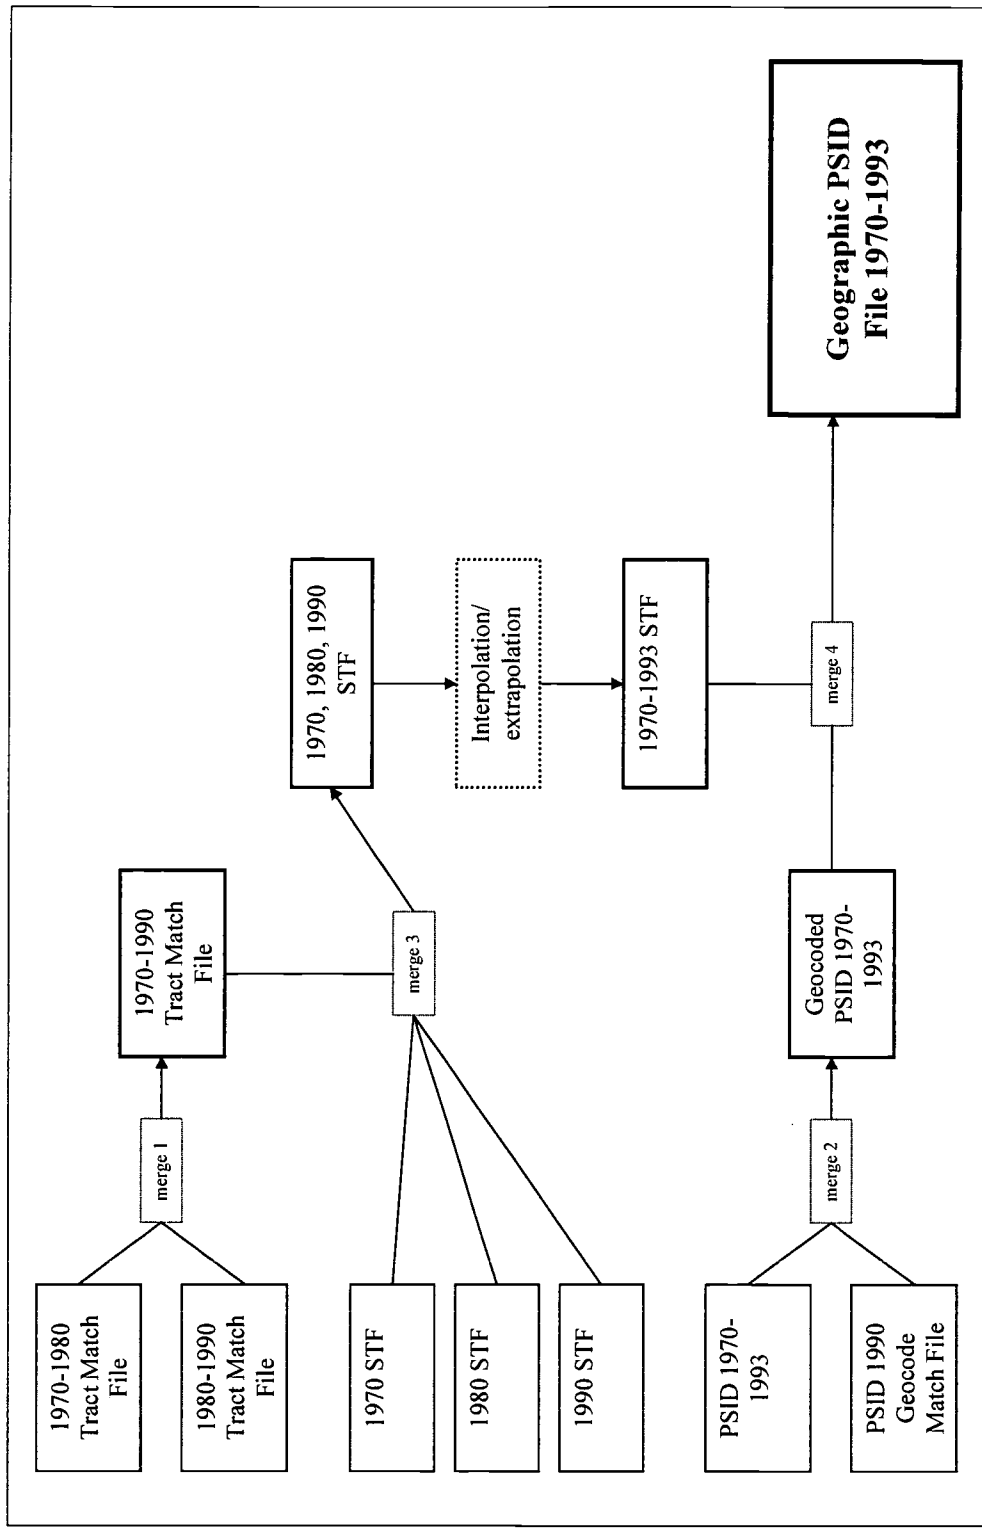 1970-1980
Tract Match
File
1980-1990
Tract Match
File
merge 1
1970-1990
Tract Match
File
1970 STF
1980 STF
1990 STF
merge 3
1970, 1980, 1990
STF
Interpolation/
extrapolation
1970-1993 STF
PSID 1970-
1993
PSID 1990
Geocode
Match File
merge 2
Geocoded
PSID 1970-
1993
merge 4
Geographic PSID
File 1970-1993